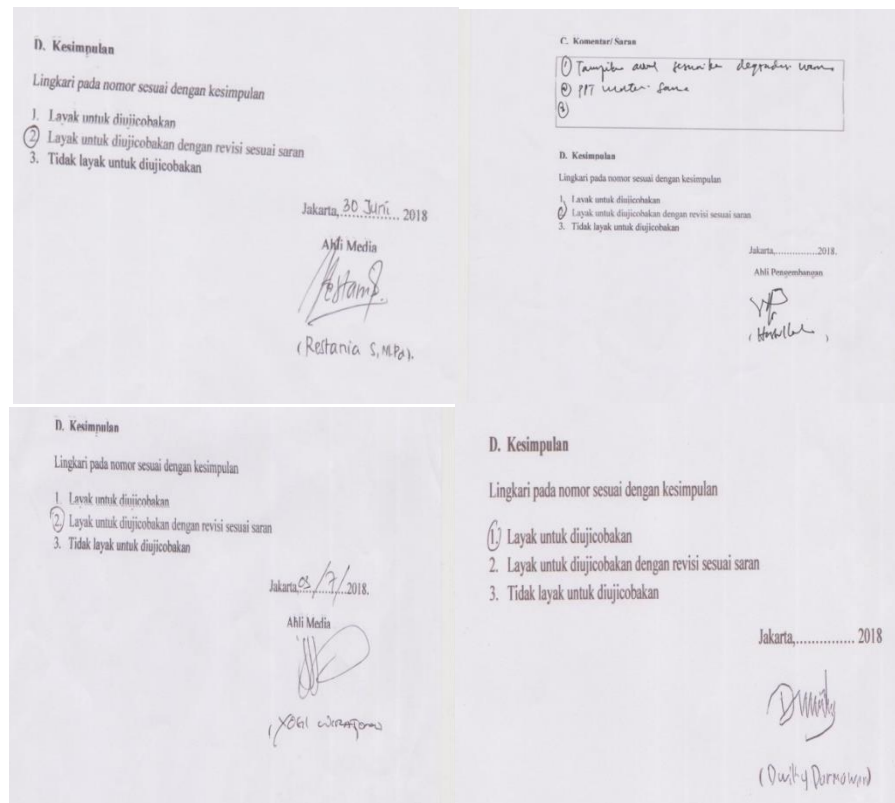 D. Kesimpulan
Lingkari pada nomor sesuai dengan kesimpulan
1. Layak untuk diujicobakan
2. Layak untuk diujicobakan dengan revisi sesuai saran
3. Tidak layak untuk diujicobakan
Jakarta, 30 Juni 2018
Ahli Media
(Restania S, M.Pd).
C. Komentar/ Saran
1) awal
2) PPT
3)
D. Kesimpulan
Lingkari pada nomor sesuai dengan kesimpulan
1. Layak untuk diujicobakan
2. Layak untuk diujicobakan dengan revisi sesuai saran
3. Tidak layak untuk diujicobakan
Jakarta,................2018.
Ahli Pengembangan
D. Kesimpulan
Lingkari pada nomor sesuai dengan kesimpulan
1. Layak untuk diujicobakan
2. Layak untuk diujicobakan dengan revisi sesuai saran
3. Tidak layak untuk diujicobakan
Jakarta, 03/7/2018.
Ahli Media
D. Kesimpulan
Lingkari pada nomor sesuai dengan kesimpulan
1. Layak untuk diujicobakan
2. Layak untuk diujicobakan dengan revisi sesuai saran
3. Tidak layak untuk diujicobakan
Jakarta,............... 2018
(Dwiky Darmawan)